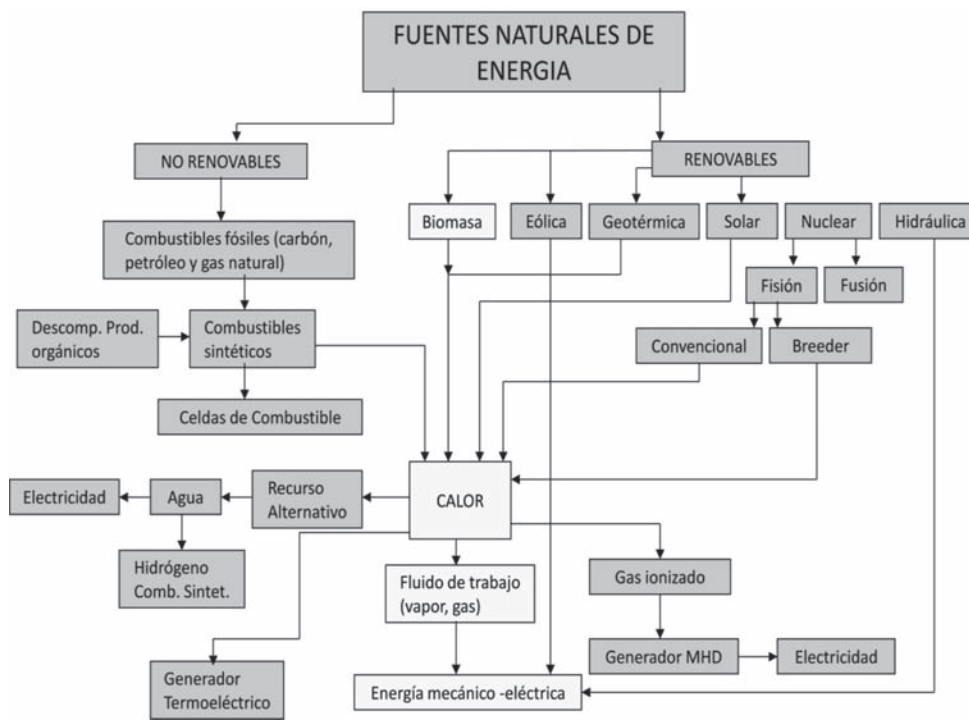 FUENTES NATURALES DE
ENERGIA
NO RENOVABLES
RENOVABLES
Biomasa
Eólica
Geotérmica
Solar
Nuclear
Hidráulica
Combustibles fósiles (carbón,
petróleo y gas natural)
Fisión
Fusión
Descomp. Prod.
orgánicos
Combustibles
sintéticos
Convencional
Breeder
Celdas de Combustible
Electricidad
Agua
Recurso
Alternativo
CALOR
Hidrógeno
Comb. Sintet.
Fluido de trabajo
(vapor, gas)
Gas ionizado
Generador MHD
Electricidad
Generador
Termoeléctrico
Energía mecánico -eléctrica